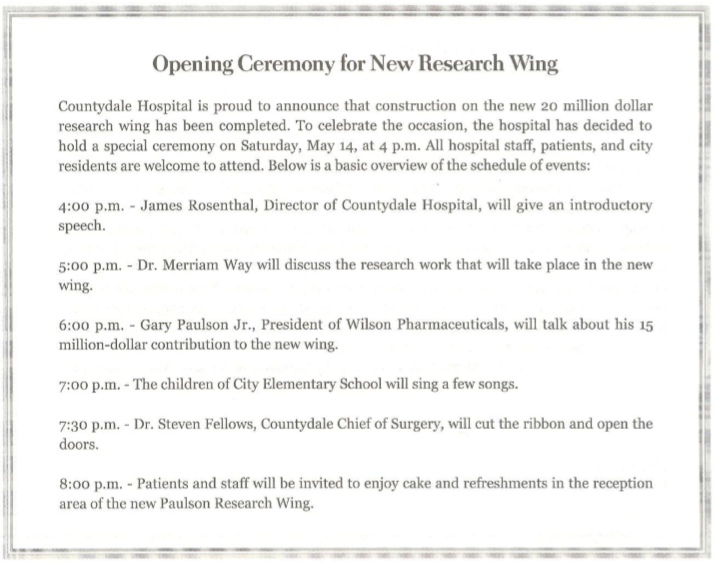 Opening Ceremony for New Research Wing
Countydale Hospital is proud to announce that construction on the new 20 million dollar
research wing has been completed. To celebrate the occasion, the hospital has decided to
hold a special ceremony on Saturday, May 14, at 4 p.m. All hospital staff, patients, and city
residents are welcome to attend. Below is a basic overview of the schedule of events:
4:00 p.m. - James Rosenthal, Director of Countydale Hospital, will give an introductory
speech.
5:00 p.m. - Dr. Merriam Way will discuss the research work that will take place in the new
wing.
6:00 p.m. - Gary Paulson Jr., President of Wilson Pharmaceuticals, will talk about his 15
million-dollar contribution to the new wing.
7:00 p.m. - The children of City Elementary School will sing a few songs.
7:30 p.m. - Dr. Steven Fellows, Countydale Chief of Surgery, will cut the ribbon and open the
doors.
8:00 p.m. - Patients and staff will be invited to enjoy cake and refreshments in the reception
area of the new Paulson Research Wing.